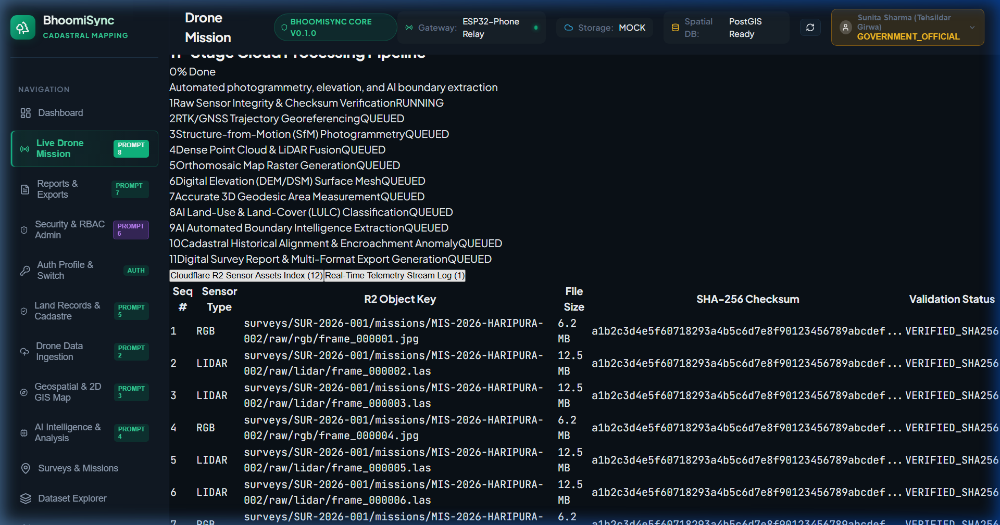 BhoomiSync
CADASTRAL MAPPING
NAVIGATION
Dashboard
Live Drone
Mission
PROMPT
8
Reports &
Exports
PROMPT
7
Security & RBAC
Admin
PROMPT
6
Auth Profile &
Switch
AUTH
Land Records &
Cadastre
PROMPT
5
Drone Data
Ingestion
PROMPT
2
Geospatial & 2D
GIS Map
PROMPT
3
AI Intelligence &
Analysis
PROMPT
4
Surveys & Missions
Dataset Explorer
Drone
Mission
BHOOMISYNC CORE
V0.1.0
Gateway:
ESP32-Phone
Relay
Storage: MOCK
Spatial
DB:
PostGIS
Ready
Sunita Sharma (Tehsildar
Girwa)
GOVERNMENT_OFFICIAL
11-Stage Cloud Processing Pipeline
0% Done
Automated photogrammetry, elevation, and AI boundary extraction
1Raw Sensor Integrity & Checksum VerificationRUNNING
2RTK/GNSS Trajectory GeoreferencingQUEUED
3Structure-from-Motion (SfM) PhotogrammetryQUEUED
4Dense Point Cloud & LiDAR FusionQUEUED
5Orthomosaic Map Raster GenerationQUEUED
6Digital Elevation (DEM/DSM) Surface MeshQUEUED
7Accurate 3D Geodesic Area MeasurementQUEUED
8AI Land-Use & Land-Cover (LULC) ClassificationQUEUED
9AI Automated Boundary Intelligence ExtractionQUEUED
10Cadastral Historical Alignment & Encroachment AnomalyQUEUED
11Digital Survey Report & Multi-Format Export GenerationQUEUED
Cloudflare R2 Sensor Assets Index (12) Real-Time Telemetry Stream Log (1)
Seq
#
Sensor
Type
R2 Object Key
File
Size
SHA-256 Checksum
Validation Status
1 RGB surveys/SUR-2026-001/missions/MIS-2026-HARIPURA-
002/raw/rgb/frame_000001.jpg
6.2
MB
a1b2c3d4e5f60718293a4b5c6d7e8f90123456789abcdef... VERIFIED_SHA256
2 LIDAR surveys/SUR-2026-001/missions/MIS-2026-HARIPURA-
002/raw/lidar/frame_000002.las
12.5
MB
a1b2c3d4e5f60718293a4b5c6d7e8f90123456789abcdef... VERIFIED_SHA256
3 LIDAR surveys/SUR-2026-001/missions/MIS-2026-HARIPURA-
002/raw/lidar/frame_000003.las
12.5
MB
a1b2c3d4e5f60718293a4b5c6d7e8f90123456789abcdef... VERIFIED_SHA256
4 RGB surveys/SUR-2026-001/missions/MIS-2026-HARIPURA-
002/raw/rgb/frame_000004.jpg
6.2
MB
a1b2c3d4e5f60718293a4b5c6d7e8f90123456789abcdef... VERIFIED_SHA256
5 LIDAR surveys/SUR-2026-001/missions/MIS-2026-HARIPURA-
002/raw/lidar/frame_000005.las
12.5
MB
a1b2c3d4e5f60718293a4b5c6d7e8f90123456789abcdef... VERIFIED_SHA256
6 LIDAR surveys/SUR-2026-001/missions/MIS-2026-HARIPURA-
002/raw/lidar/frame_000006.las
12.5
MB
a1b2c3d4e5f60718293a4b5c6d7e8f90123456789abcdef... VERIFIED_SHA256
7 RGB surveys/SUR-2026-001/missions/MIS-2026-HARIPURA-
6.2
a1b2c3d4e5f60718293a4b5c6d7e8f90123456789abcdef... VERIFIED_SHA256